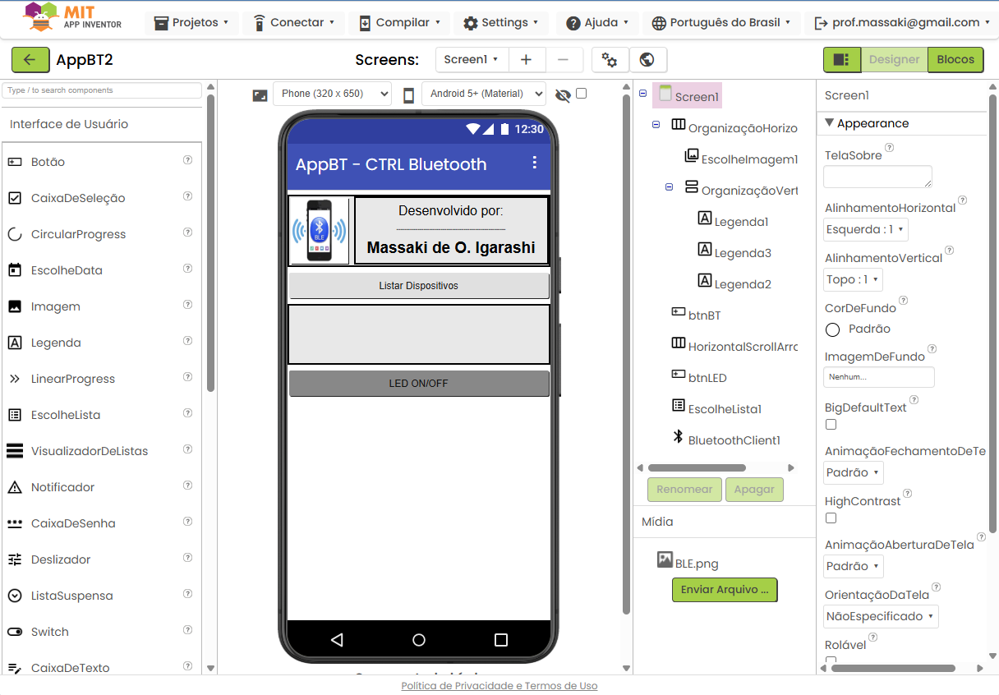 MIT
APP INVENTOR
Projetos
Conectar
Compilar
Settings
Ajuda
Português do Brasil
prof.massaki@gmail.com
AppBT2
Screens:
Screen1
Designer
Blocos
Type / to search components
Interface de Usuário
Botão
CaixaDeSeleção
CircularProgress
EscolheData
Imagem
Legenda
LinearProgress
EscolheLista
VisualizadorDeListas
Notificador
CaixaDeSenha
Deslizador
ListaSuspensa
Switch
CaixaDeTexto
Phone (320 x 650)
Android 5+ (Material)
12:30
AppBT - CTRL Bluetooth
BLE
Desenvolvido por:
Massaki de O. Igarashi
Listar Dispositivos
LED ON/OFF
Screen1
OrganizaçãoHorizo
EscolheImagem1
OrganizaçãoVert
Legenda1
Legenda3
Legenda2
btnBT
HorizontalScrollArrc
btnLED
EscolheLista1
BluetoothClient1
Renomear
Apagar
Mídia
BLE.png
Enviar Arquivo ...
Screen1
Appearance
TelaSobre
AlinhamentoHorizontal
Esquerda : 1
AlinhamentoVertical
Topo : 1
CorDeFundo
Padrão
ImagemDeFundo
Nenhum...
BigDefaultText
AnimaçãoFechamentoDeTe
Padrão
HighContrast
AnimaçãoAberturaDeTela
Padrão
OrientaçãoDaTela
NãoEspecificado
Rolável
Política de Privacidade e Termos de Uso